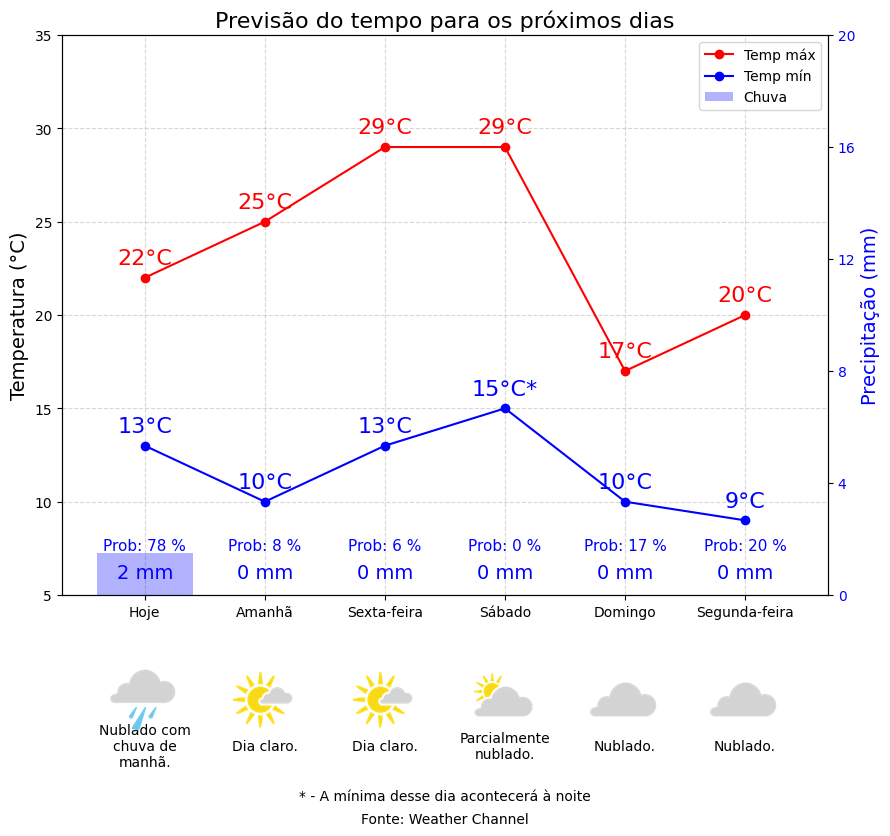 Previsão do tempo para os próximos dias
Temp máx
Temp mín
Chuva
Temperatura (°C)
Precipitação (mm)
35
30
25
20
15
10
5
20
16
12
8
4
0
22°C 25°C 29°C 29°C 17°C 20°C
13°C 10°C 13°C 15°C* 10°C 9°C
Prob: 78 % Prob: 8 % Prob: 6 % Prob: 0 % Prob: 17 % Prob: 20 %
2 mm 0 mm 0 mm 0 mm 0 mm 0 mm
Hoje Amanhã Sexta-feira Sábado Domingo Segunda-feira
Nublado com
chuva de
manhã.
Dia claro.
Dia claro.
Parcialmente
nublado.
Nublado.
Nublado.
* - A mínima desse dia acontecerá à noite
Fonte: Weather Channel